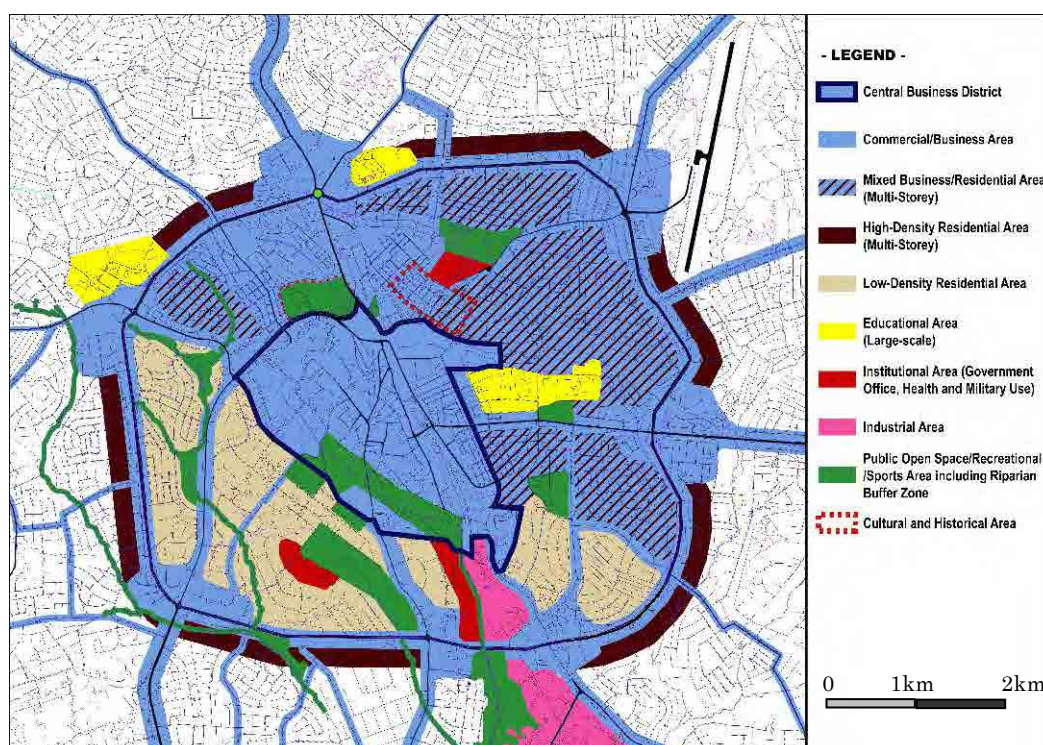 - LEGEND -
Central Business District
Commercial/Business Area
Mixed Business/Residential Area
(Multi-Storey)
High-Density Residential Area
(Multi-Storey)
Low-Density Residential Area
Educational Area
(Large-scale)
Institutional Area (Government
Office, Health and Military Use)
Industrial Area
Public Open Space/Recreational
/Sports Area including Riparian
Buffer Zone
Cultural and Historical Area
0 1km 2km